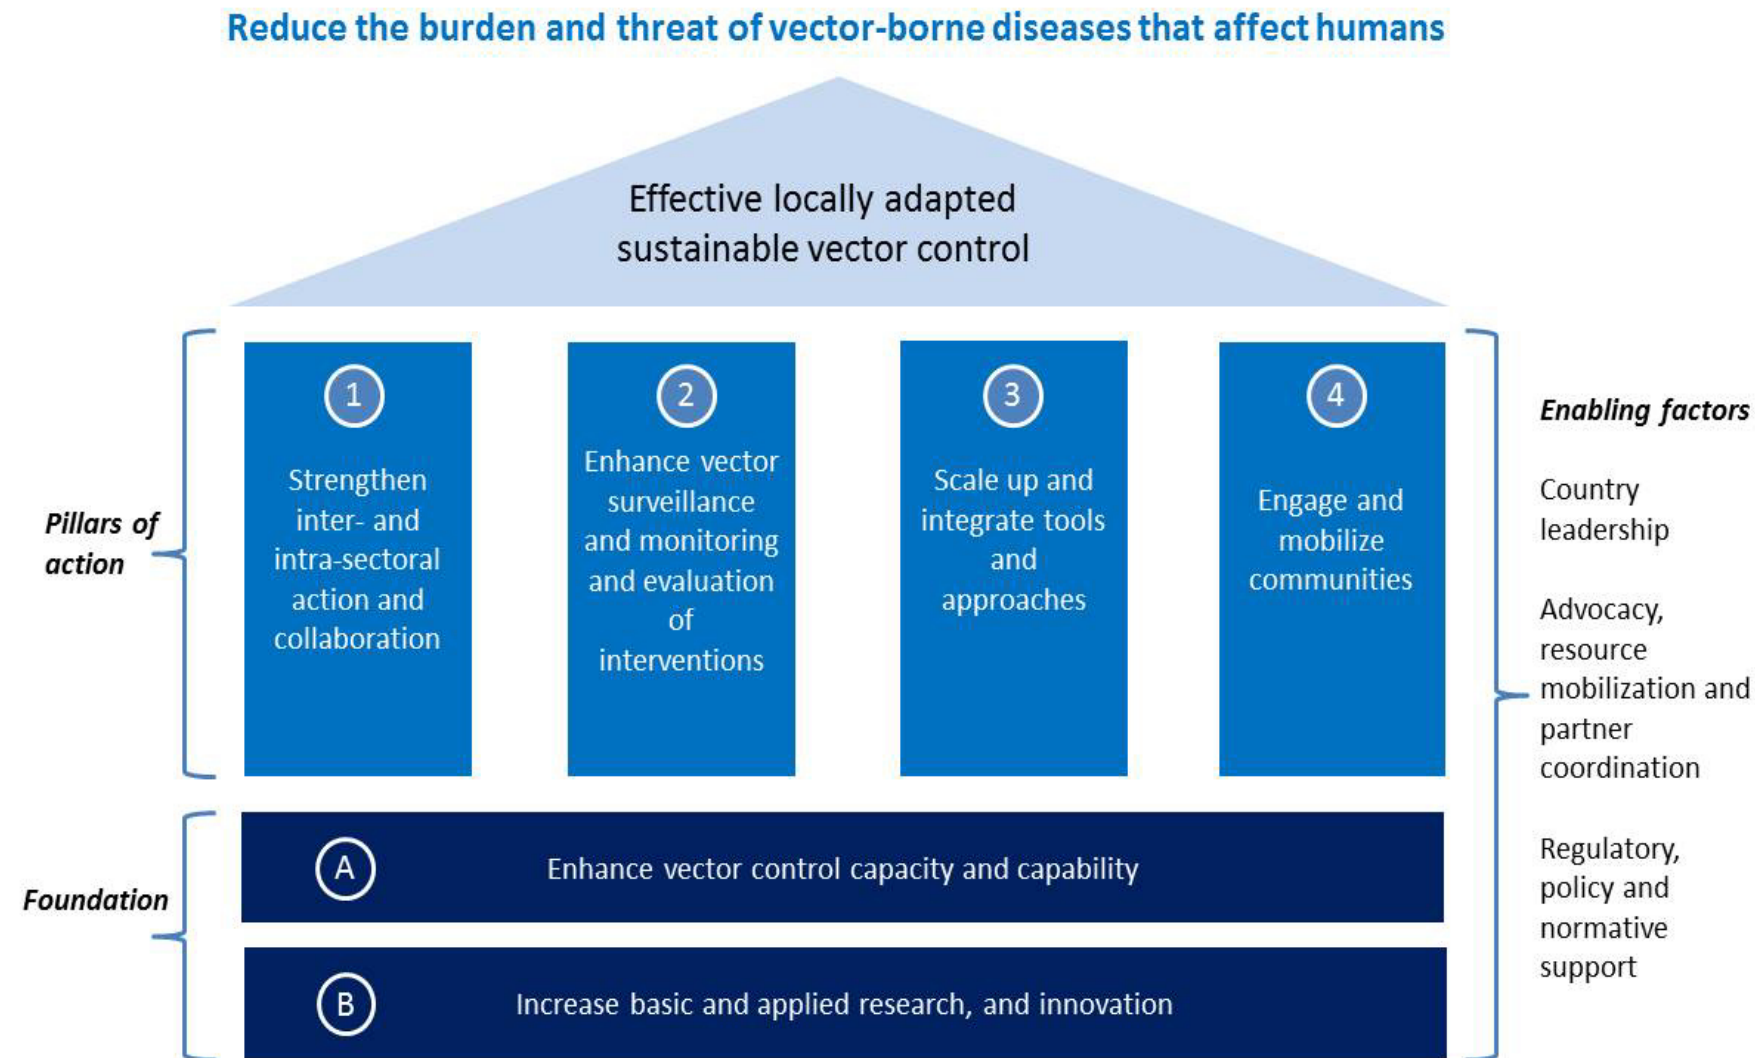 Reduce the burden and threat of vector-borne diseases that affect humans
Effective locally adapted
sustainable vector control
Pillars of
action
1
Strengthen
inter- and
intra-sectoral
action and
collaboration
2
Enhance vector
surveillance
and monitoring
and evaluation
of
interventions
3
Scale up and
integrate tools
and
approaches
4
Engage and
mobilize
communities
Foundation
A
Enhance vector control capacity and capability
B
Increase basic and applied research, and innovation
Enabling factors
Country
leadership
Advocacy,
resource
mobilization and
partner
coordination
Regulatory,
policy and
normative
support